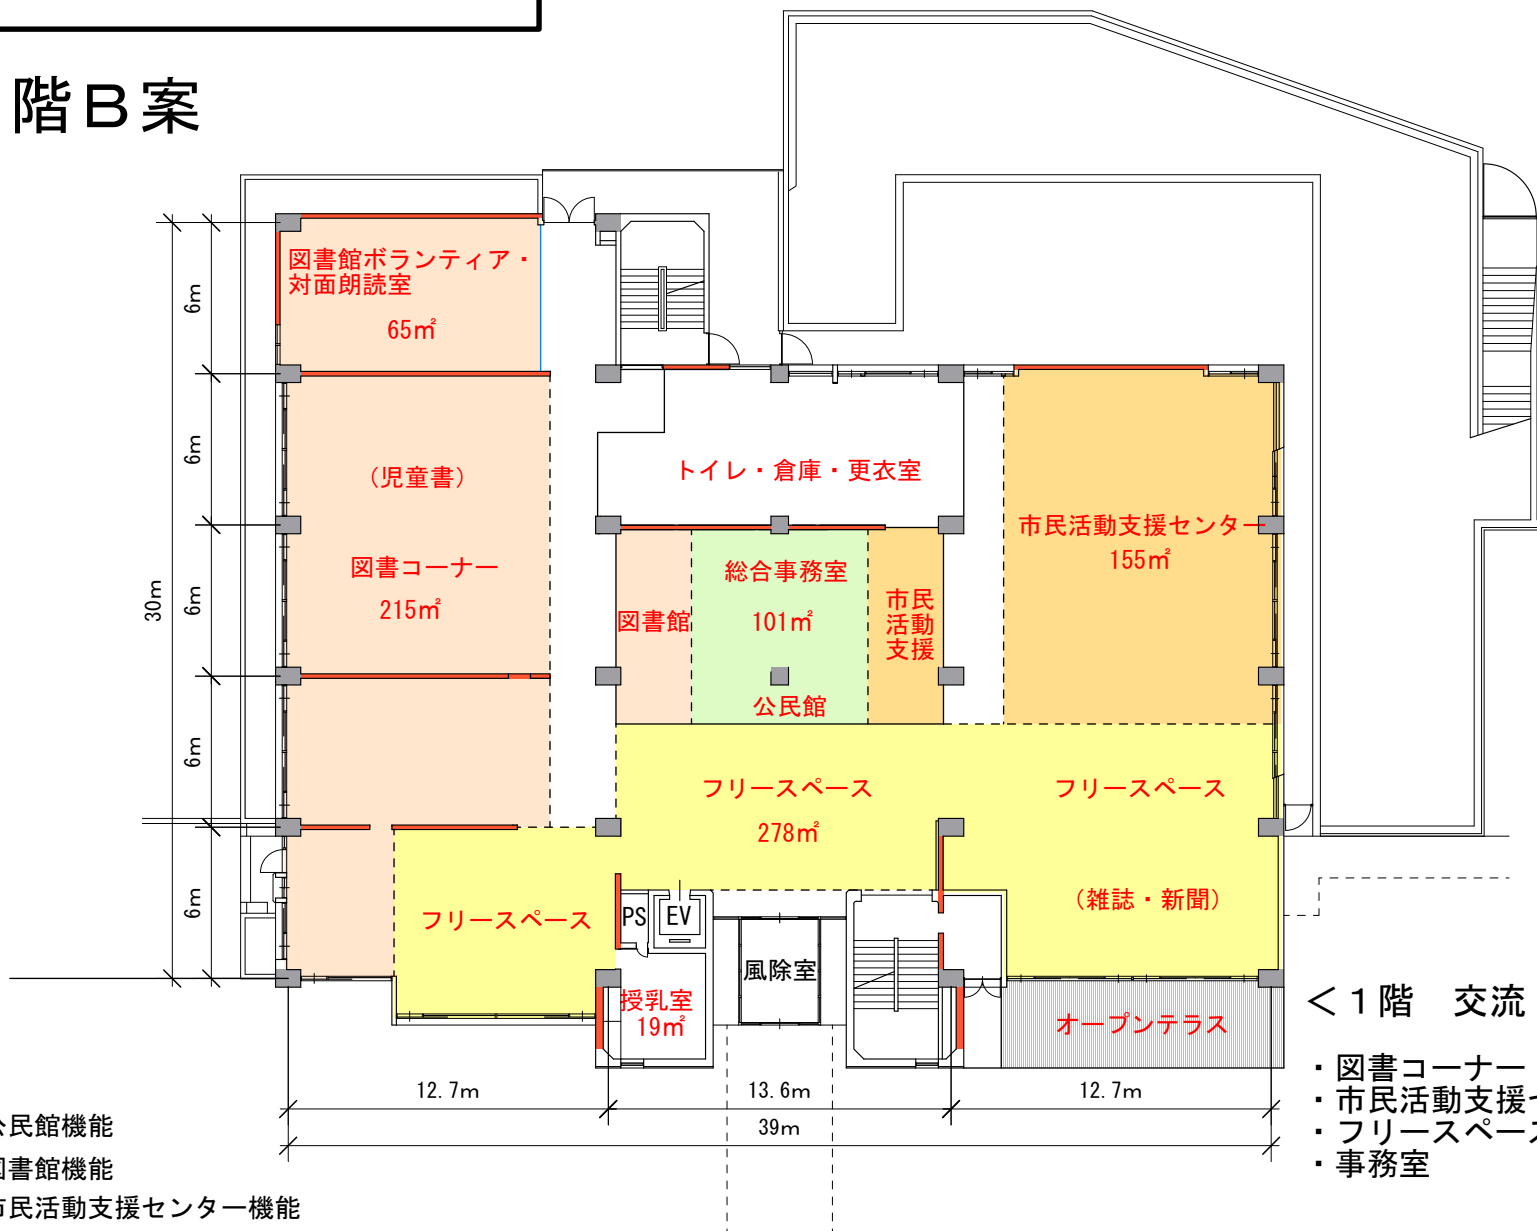 階Ｂ案
図書館ボランティア・
対面朗読室
65㎡
6m
6m
6m
6m
6m
30m
（児童書）
図書コーナー
215㎡
トイレ・倉庫・更衣室
市民活動支援センター
155㎡
総合事務室
101㎡
図書館
市民
活動
支援
公民館
フリースペース
278㎡
フリースペース
（雑誌・新聞）
フリースペース
PS
EV
風除室
授乳室
19㎡
オープンテラス
12.7m
13.6m
12.7m
39m
＜１階　交流
・図書コーナー
・市民活動支援セ
・フリースペース
・事務室
公民館機能
図書館機能
市民活動支援センター機能